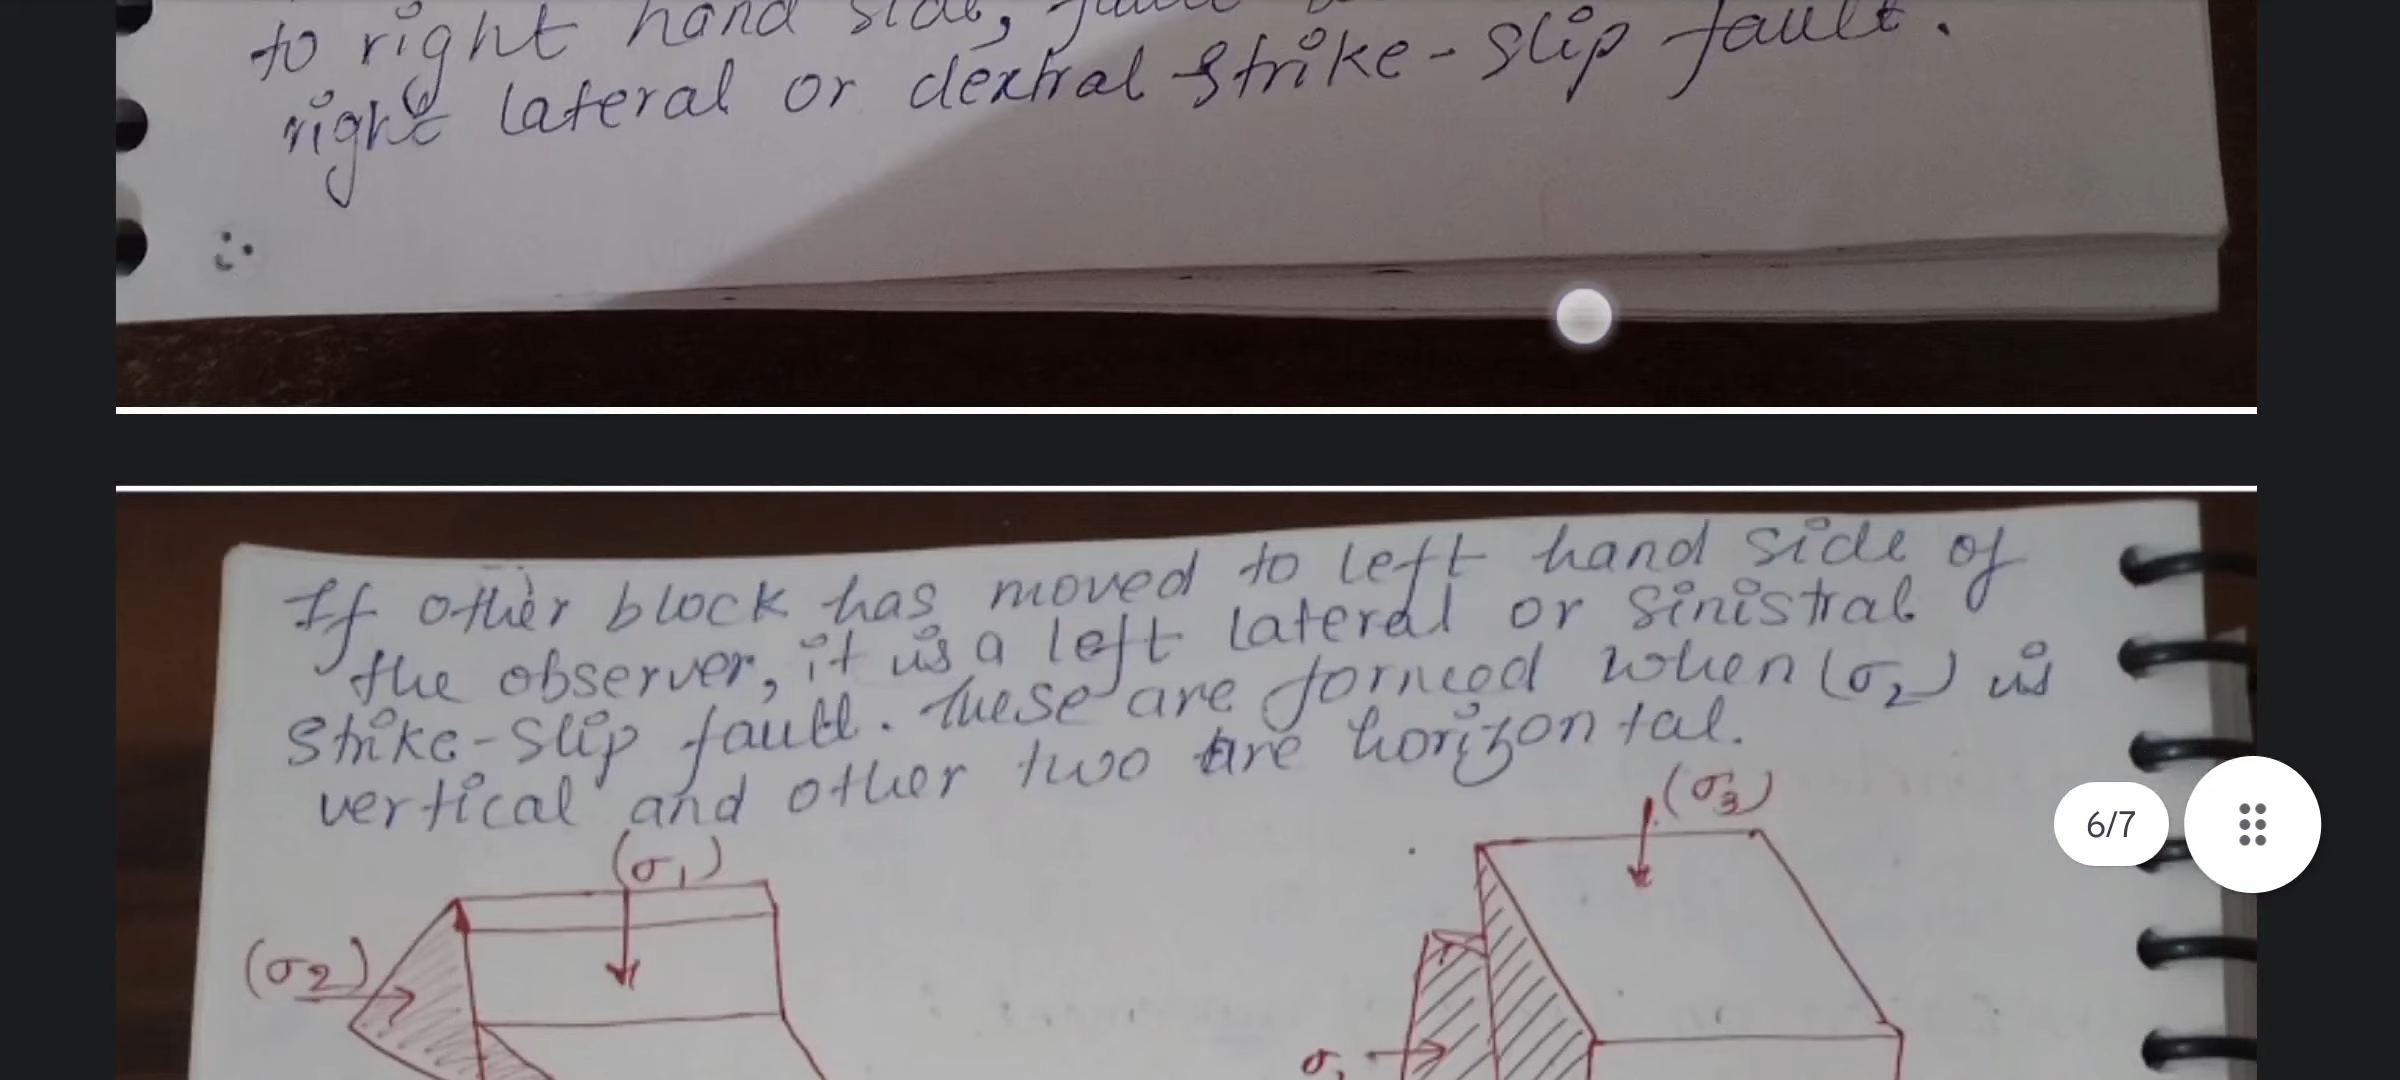 to right hand side,
right lateral or dextral strike-slip fault.
If other block has moved to left hand side of
the observer, it is a left lateral or sinistral
strike-slip fault. These are formed when (σ2) is
vertical and other two are horizontal.
(σ1)
(σ3)
(σ2)
6/7